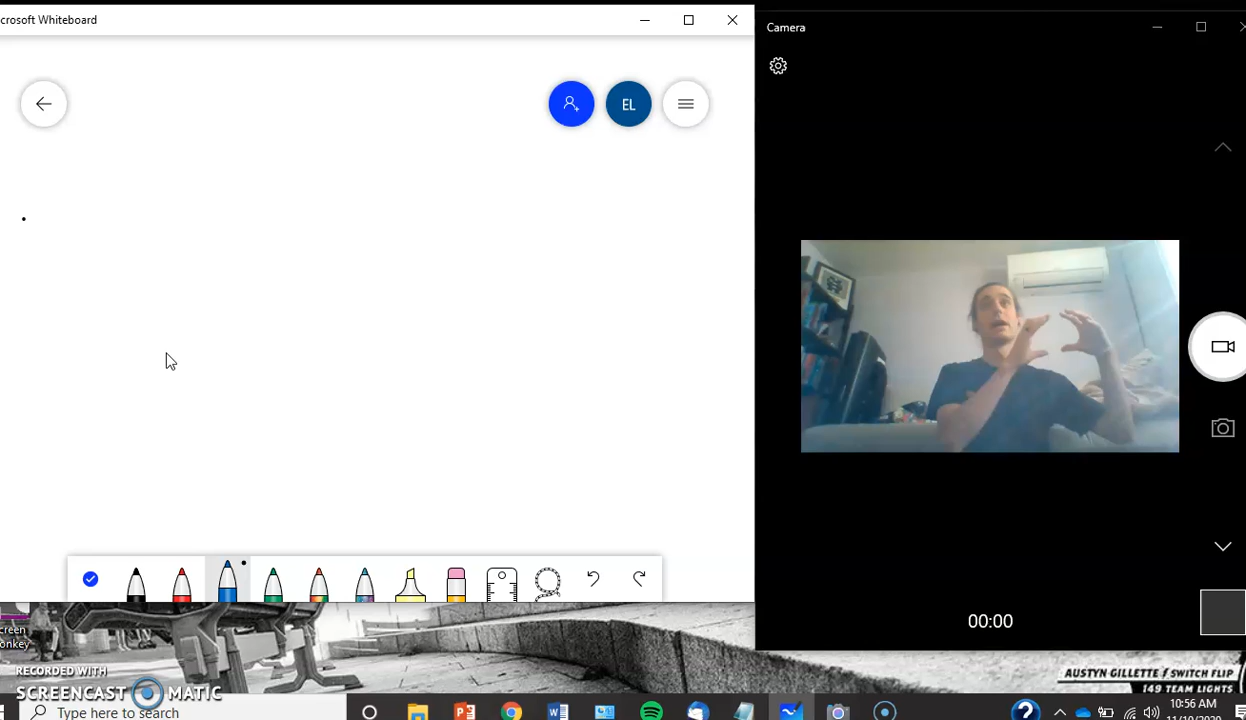 crosoft Whiteboard
Camera
EL
00:00
creen
onkey
RECORDED WITH
SCREENCAST MATIC
AUSTYN GILLETTE / SWITCH FLIP
149 TEAM LIGHTS
Type here to search
10:56 AM